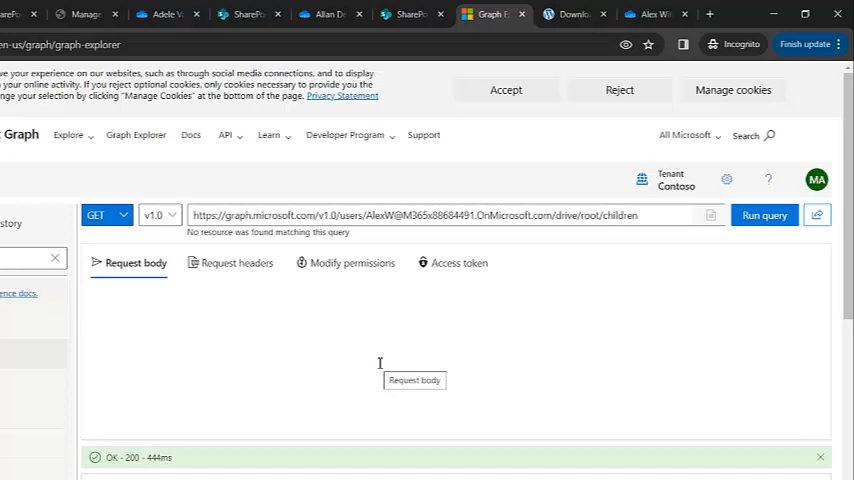 arePo
Manage
Adele V
SharePo
Allan De
SharePo
Graph E
Downlo
Alex Wi
en-us/graph/graph-explorer
Incognito
Finish update
ve your experience on our websites, such as through social media connections, and to display
n your online activity. If you reject optional cookies, only cookies necessary to provide you the
nge your selection by clicking "Manage Cookies" at the bottom of the page. Privacy Statement
Accept
Reject
Manage cookies
Graph
Explore
Graph Explorer
Docs
API
Learn
Developer Program
Support
All Microsoft
Search
Tenant
Contoso
?
MA
story
GET
v1.0
https://graph.microsoft.com/v1.0/users/AlexW@M365x88684491.OnMicrosoft.com/drive/root/children
Run query
No resource was found matching this query
Request body
Request headers
Modify permissions
Access token
ence docs.
Request body
OK - 200 - 444ms